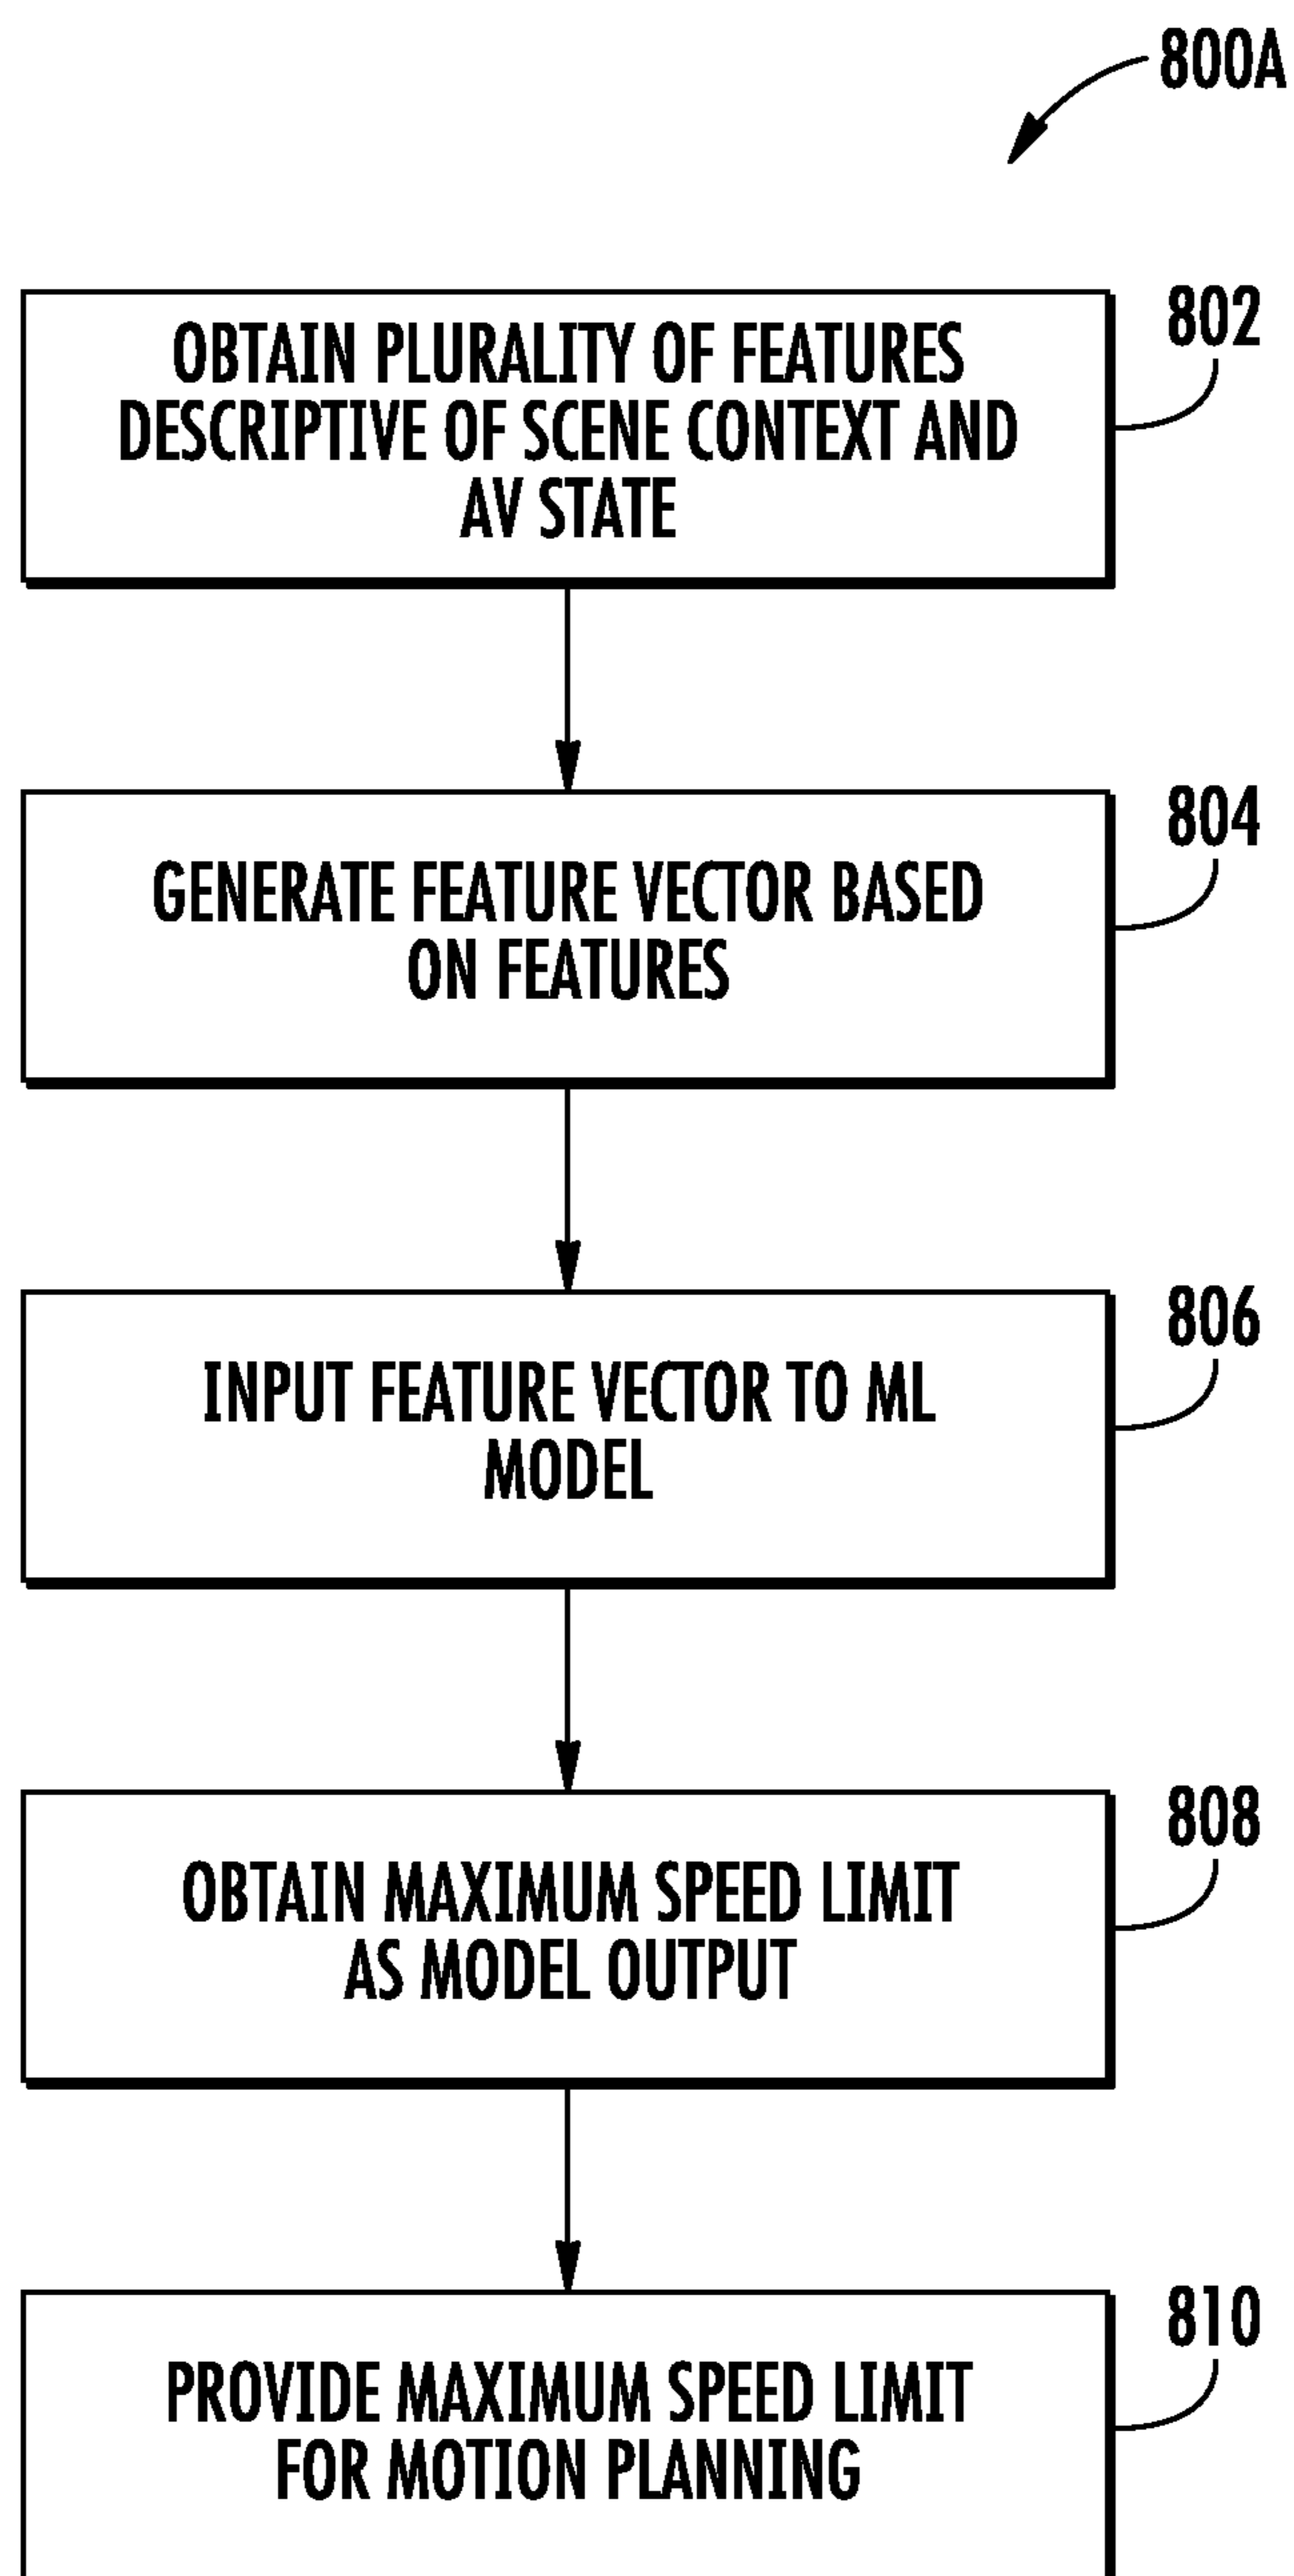 800A
802
OBTAIN PLURALITY OF FEATURES
DESCRIPTIVE OF SCENE CONTEXT AND
AV STATE
804
GENERATE FEATURE VECTOR BASED
ON FEATURES
806
INPUT FEATURE VECTOR TO ML
MODEL
808
OBTAIN MAXIMUM SPEED LIMIT
AS MODEL OUTPUT
810
PROVIDE MAXIMUM SPEED LIMIT
FOR MOTION PLANNING